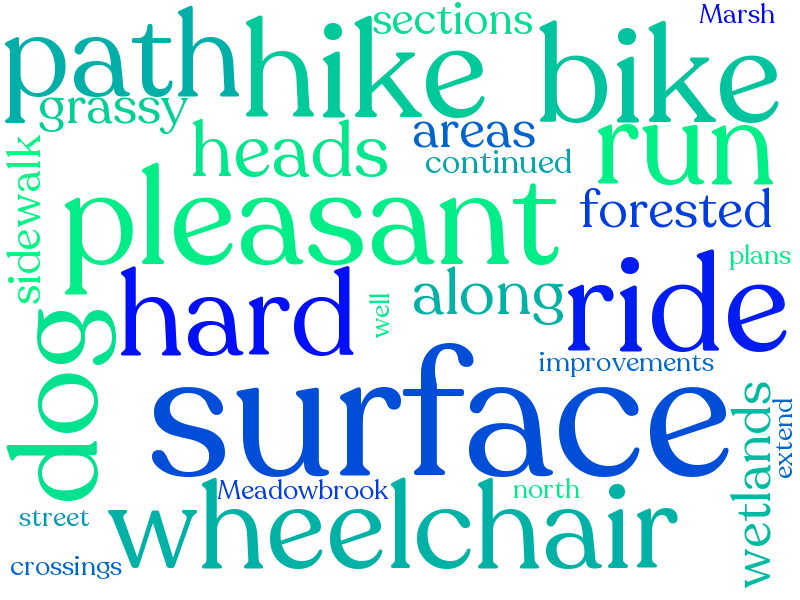 sections
Marsh
path
hike
bike
grassy
heads
areas
continued
run
sidewalk
pleasant
forested
plans
hard
well
along
ride
dog
surface
improvements
wetlands
extend
Meadowbrook
north
street
wheelchair
crossings